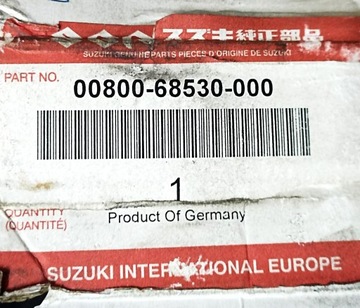 スズキ純正部品
SUZUKI GENUINE PARTS PIECES D'ORIGINE DE SUZUKI
PART NO. 00800-68530-000
1
QUANTITY
(QUANTITÉ)
Product Of Germany
SUZUKI INTERNATIONAL EUROPE